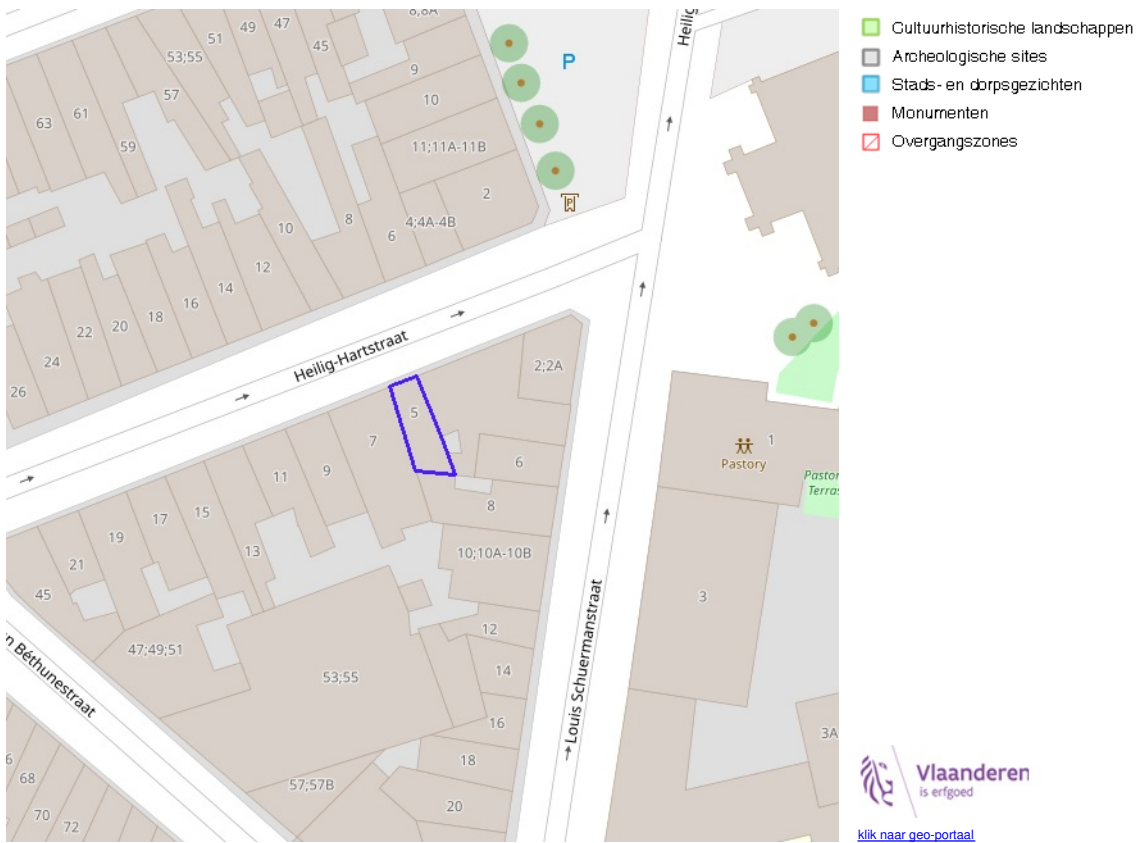 8,8A
47
49
51
45
53;55
9
57
10
61
63
59
11;11A-11B
P
2
8
4;4A-4B
10
6
12
14
16
18
20
22
24
26
Heilig-Hartstraat
2;2A
5
7
6
9
11
8
15
17
19
13
21
10;10A-10B
45
12
47;49;51
53;55
14
16
18
57;57B
20
68
70
72
Louis Schuermanstraat
n Béthunestraat
1
Pastory
Pastor
Terras
3
3A
Cultuurhistorische landschappen
Archeologische sites
Stads- en dorpsgezichten
Monumenten
Overgangszones
Vlaanderen
is erfgoed
klik naar geo-portaal